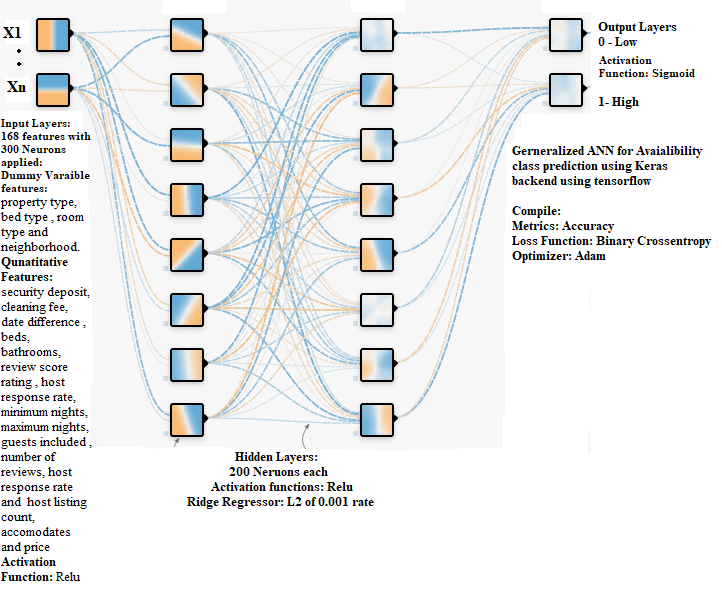 X1
Xn
Input Layers:
168 features with
300 Neurons
applied:
Dummy Varaible
features:
property type,
bed type , room
type and
neighborhood.
Qunatitative
Features:
security deposit,
cleaning fee,
date difference ,
beds,
bathrooms,
review score
rating , host
response rate,
minimum nights,
maximum nights,
guests included ,
number of
reviews, host
response rate
and host listing
count,
accomodates
and price
Activation
Function: Relu
Hidden Layers:
200 Neruons each
Activation functions: Relu
Ridge Regressor: L2 of 0.001 rate
Output Layers
0 - Low
Activation
Function: Sigmoid
1- High
Gerneralized ANN for Avaialibility
class prediction using Keras
backend using tensorflow
Compile:
Metrics: Accuracy
Loss Function: Binary Crossentropy
Optimizer: Adam